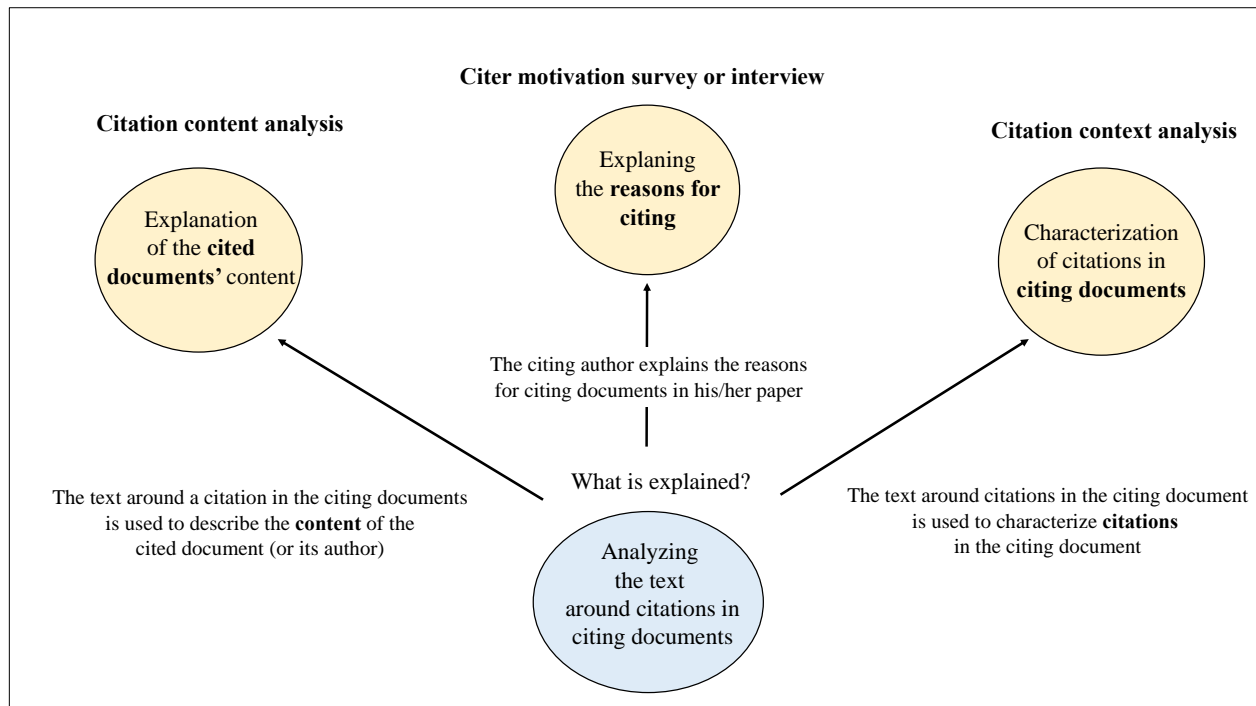 Citer motivation survey or interview
Citation content analysis
Citation context analysis
Explaning
the reasons for
citing
Explanation
of the cited
documents’ content
Characterization
of citations in
citing documents
The citing author explains the reasons
for citing documents in his/her paper
What is explained?
The text around a citation in the citing documents
is used to describe the content of the
cited document (or its author)
The text around citations in the citing document
is used to characterize citations
in the citing document
Analyzing
the text
around citations in
citing documents